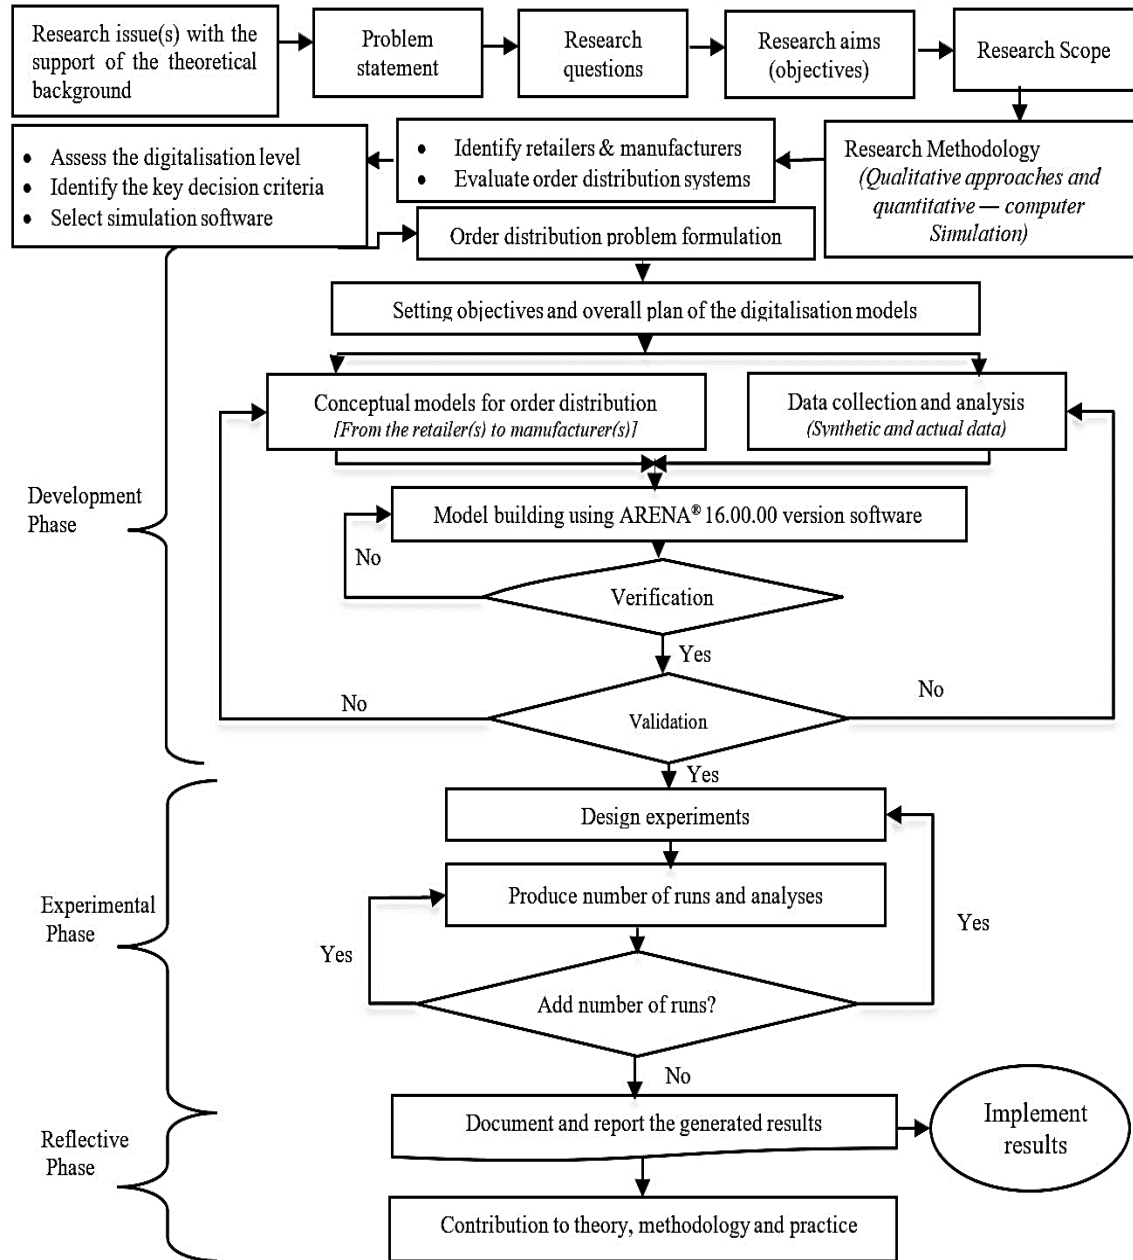 Research issue(s) with the
support of the theoretical
background
Problem
statement
Research
questions
Research aims
(objectives)
Research Scope
• Assess the digitalisation level
• Identify the key decision criteria
• Select simulation software
• Identify retailers & manufacturers
• Evaluate order distribution systems
Research Methodology
(Qualitative approaches and
quantitative — computer
Simulation)
Order distribution problem formulation
Setting objectives and overall plan of the digitalisation models
Conceptual models for order distribution
[From the retailer(s) to manufacturer(s)]
Data collection and analysis
(Synthetic and actual data)
Development
Phase
Model building using ARENA® 16.00.00 version software
No
Verification
Yes
No
Validation
No
Yes
Design experiments
Experimental
Phase
Produce number of runs and analyses
Yes
Yes
Add number of runs?
No
Reflective
Phase
Document and report the generated results
Implement
results
Contribution to theory, methodology and practice